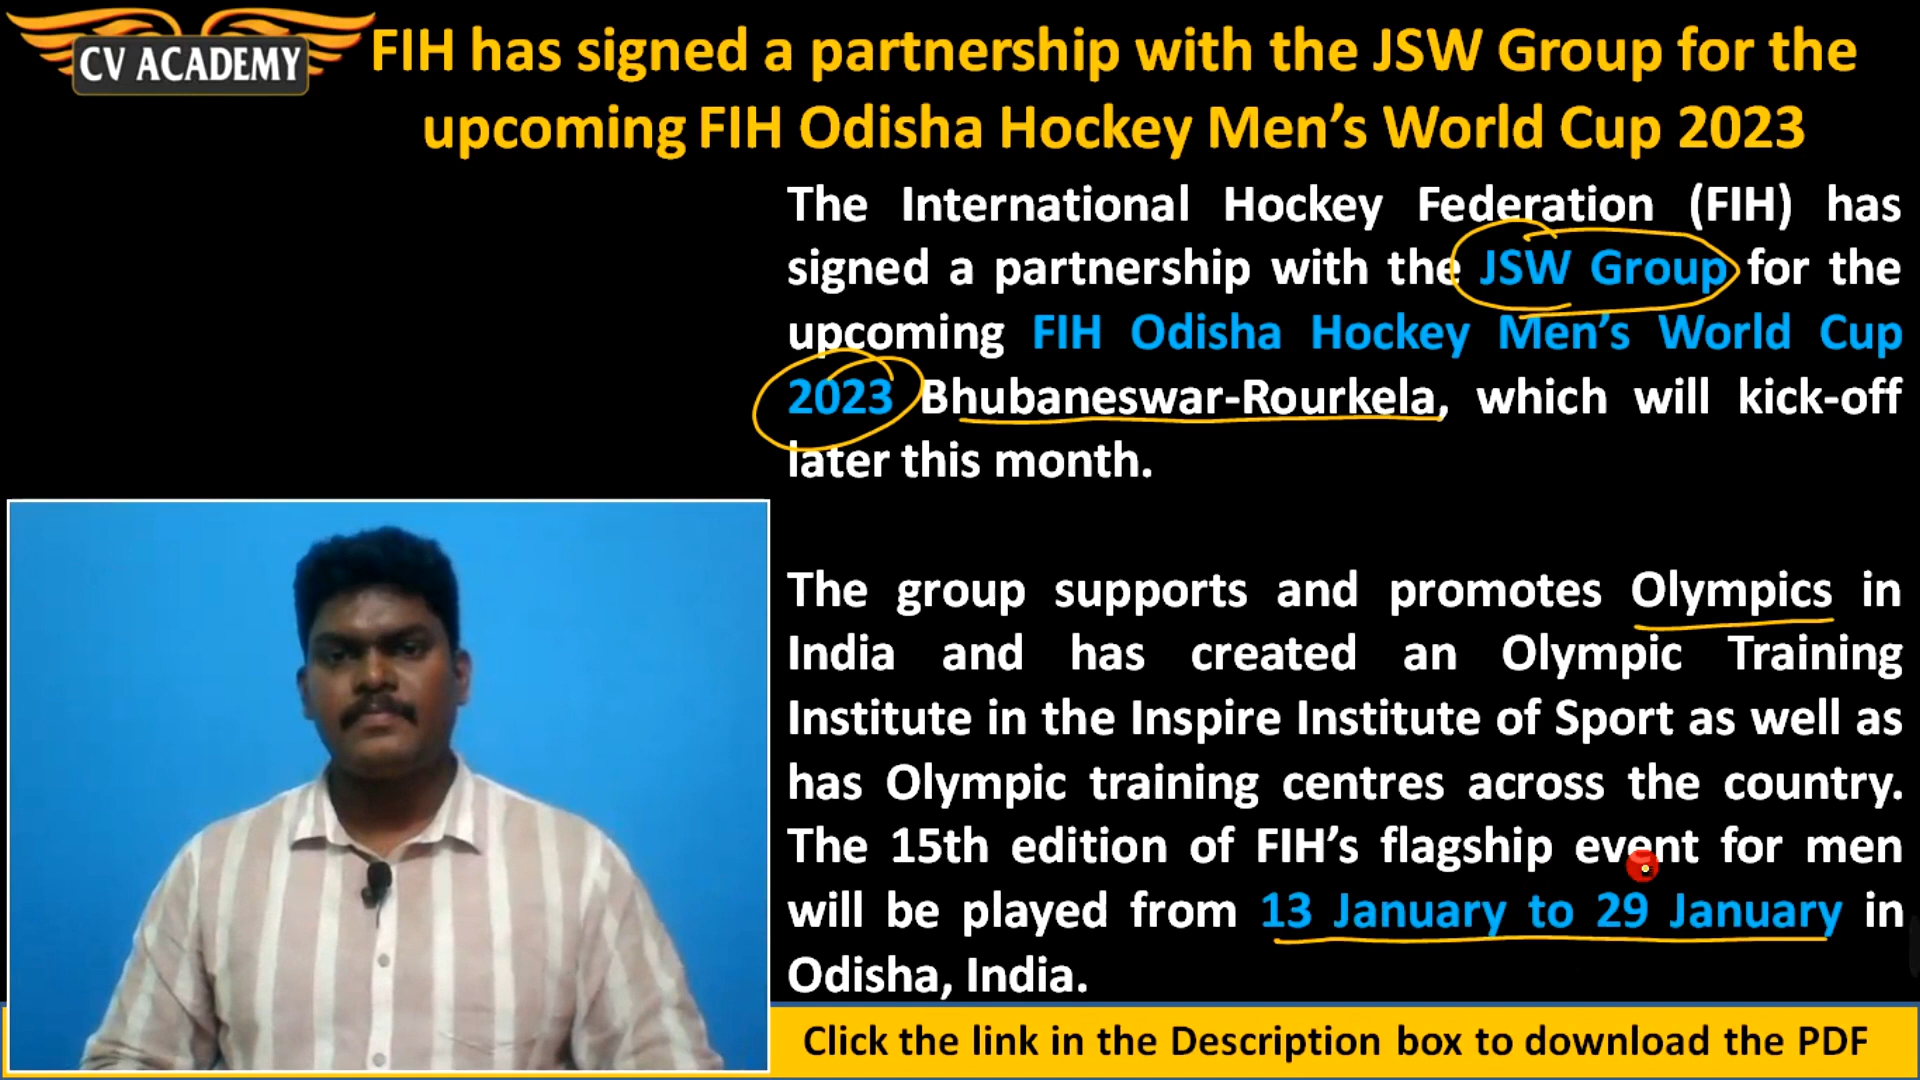 CV ACADEMY
FIH has signed a partnership with the JSW Group for the
upcoming FIH Odisha Hockey Men’s World Cup 2023
The International Hockey Federation (FIH) has
signed a partnership with the JSW Group for the
upcoming FIH Odisha Hockey Men’s World Cup
2023 Bhubaneswar-Rourkela, which will kick-off
later this month.
The group supports and promotes Olympics in
India and has created an Olympic Training
Institute in the Inspire Institute of Sport as well as
has Olympic training centres across the country.
The 15th edition of FIH’s flagship event for men
will be played from 13 January to 29 January in
Odisha, India.
Click the link in the Description box to download the PDF